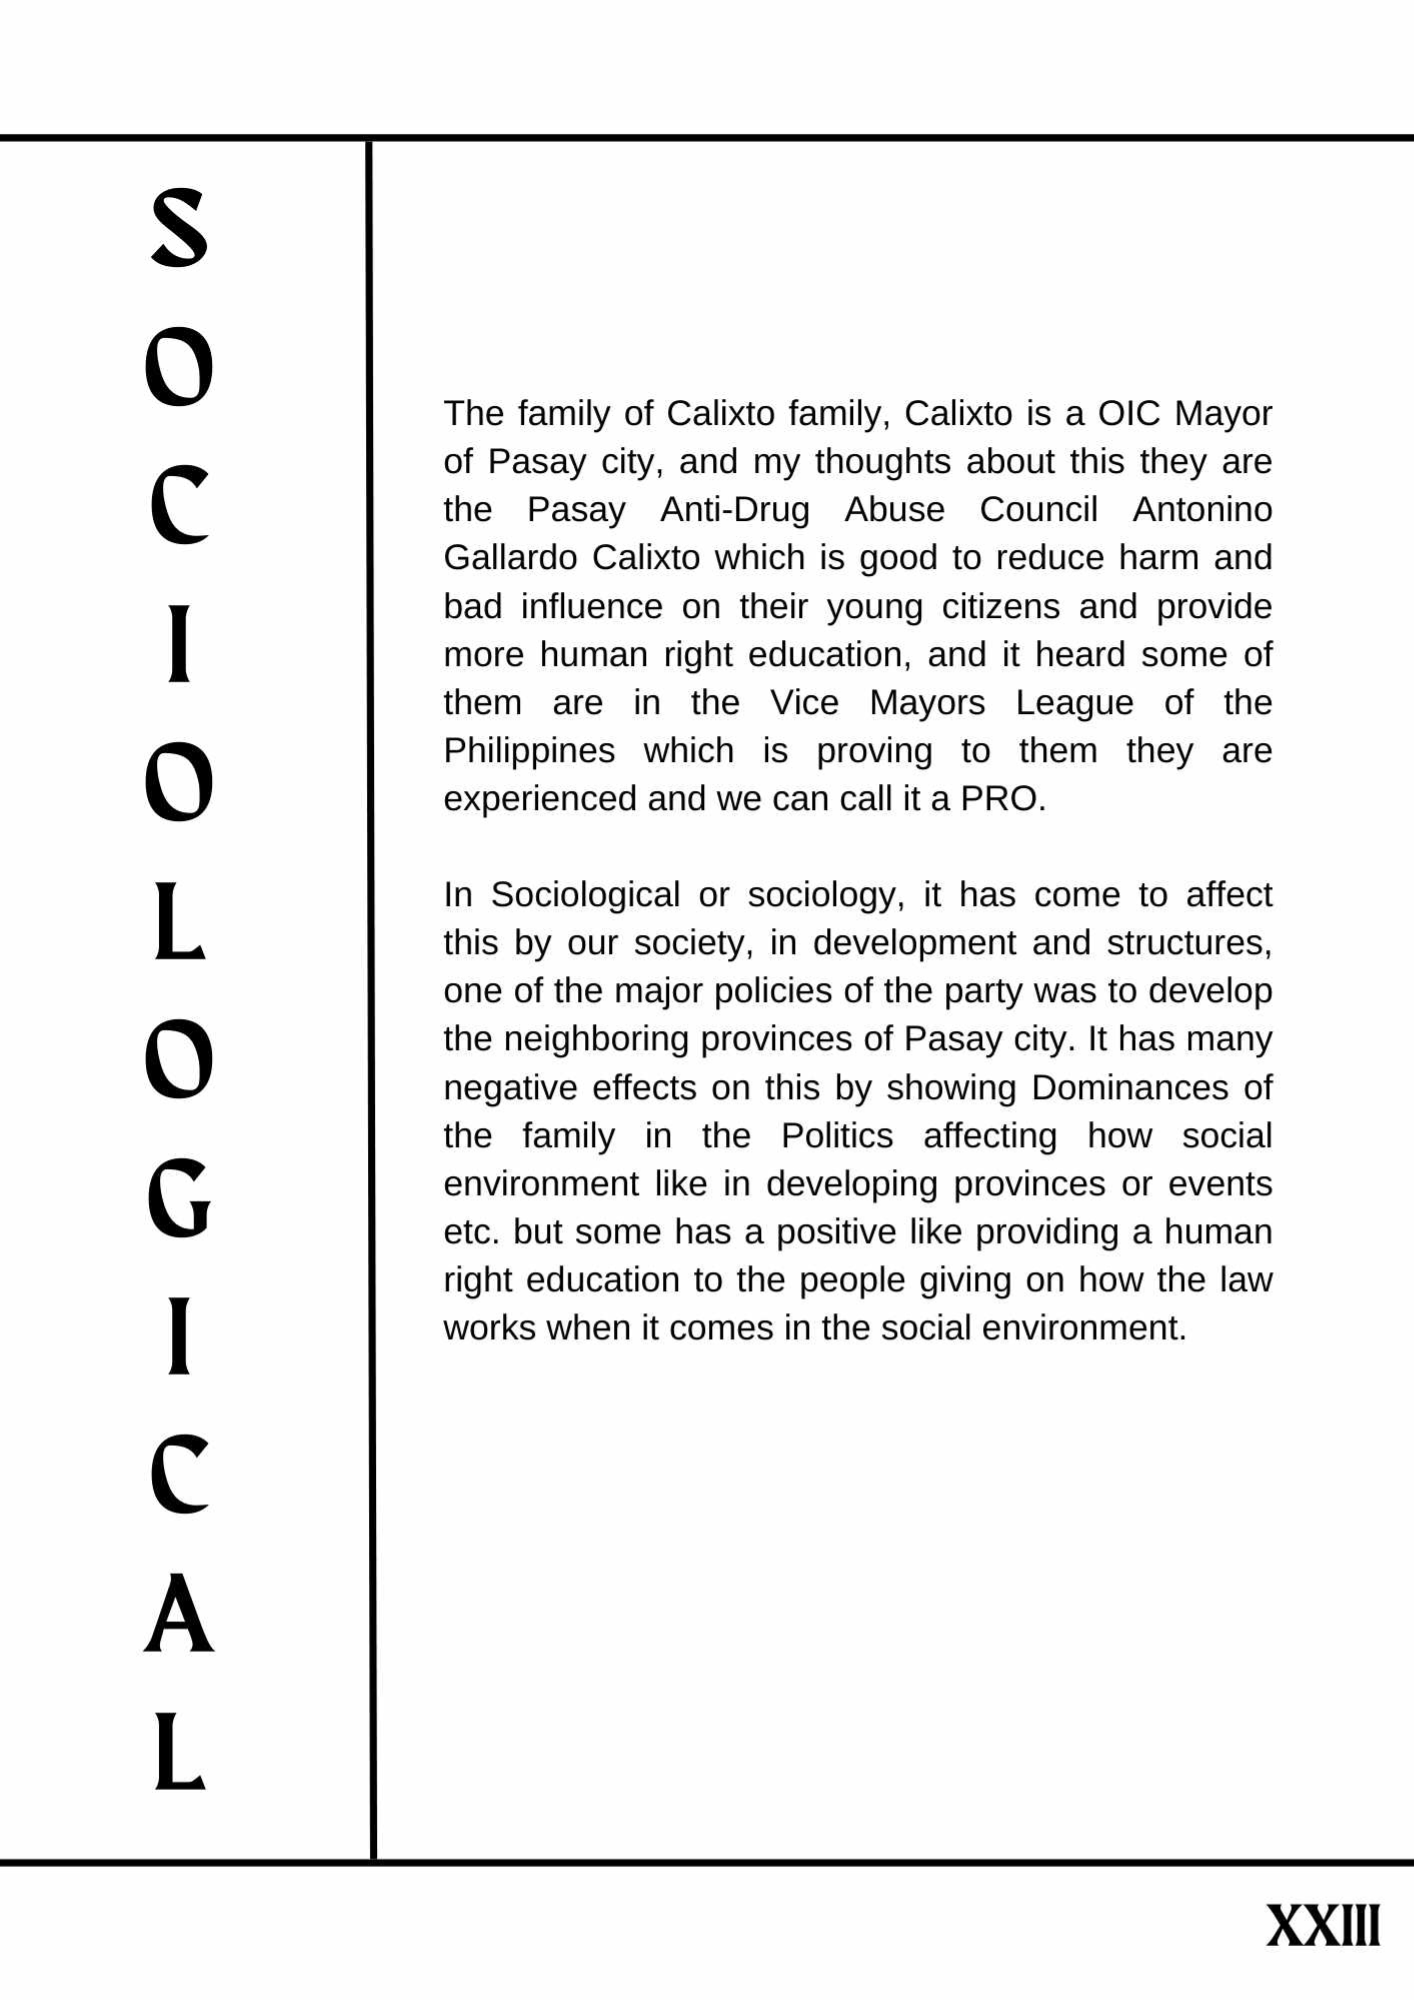 SOCIOLOGICAL
The family of Calixto family, Calixto is a OIC Mayor
of Pasay city, and my thoughts about this they are
the Pasay Anti-Drug Abuse Council Antonino
Gallardo Calixto which is good to reduce harm and
bad influence on their young citizens and provide
more human right education, and it heard some of
them are in the Vice Mayors League of the
Philippines which is proving to them they are
experienced and we can call it a PRO.
In Sociological or sociology, it has come to affect
this by our society, in development and structures,
one of the major policies of the party was to develop
the neighboring provinces of Pasay city. It has many
negative effects on this by showing Dominances of
the family in the Politics affecting how social
environment like in developing provinces or events
etc. but some has a positive like providing a human
right education to the people giving on how the law
works when it comes in the social environment.
XXIII